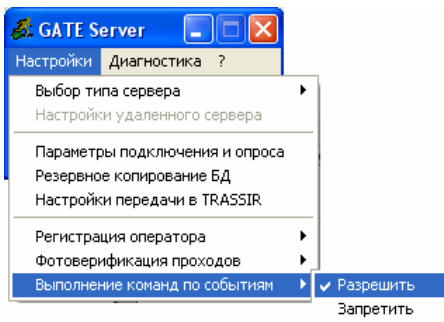 GATE Server
Настройки Диагностика ?
Выбор типа сервера
Настройки удаленного сервера
Параметры подключения и опроса
Резервное копирование БД
Настройки передачи в TRASSIR
Регистрация оператора
Фотоверификация проходов
Выполнение команд по событиям
Разрешить
Запретить